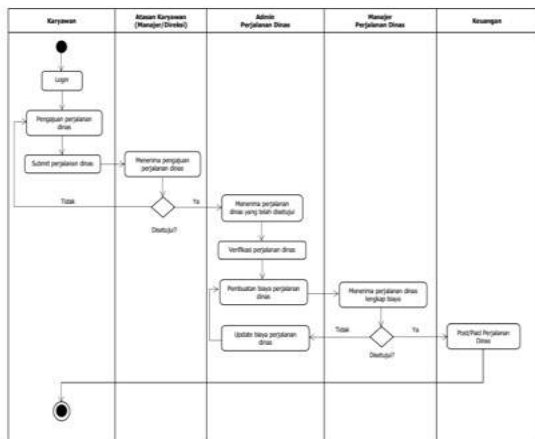 Karyawan
Atasan Karyawan
(Manajer/Direksi)
Admin
Perjalanan Dinas
Manajer
Perjalanan Dinas
Keuangan
Login
Pengajuan perjalanan
dinas
Submit perjalanan dinas
Menerima pengajuan
perjalanan dinas
Tidak
Ya
Disetujui?
Menerima perjalanan
dinas yang telah disetujui
Verifikasi perjalanan dinas
Pembuatan biaya perjalanan
dinas
Menerima perjalanan dinas
lengkap biaya
Update biaya perjalanan
dinas
Tidak
Ya
Disetujui?
Post/Paid Perjalanan
Dinas